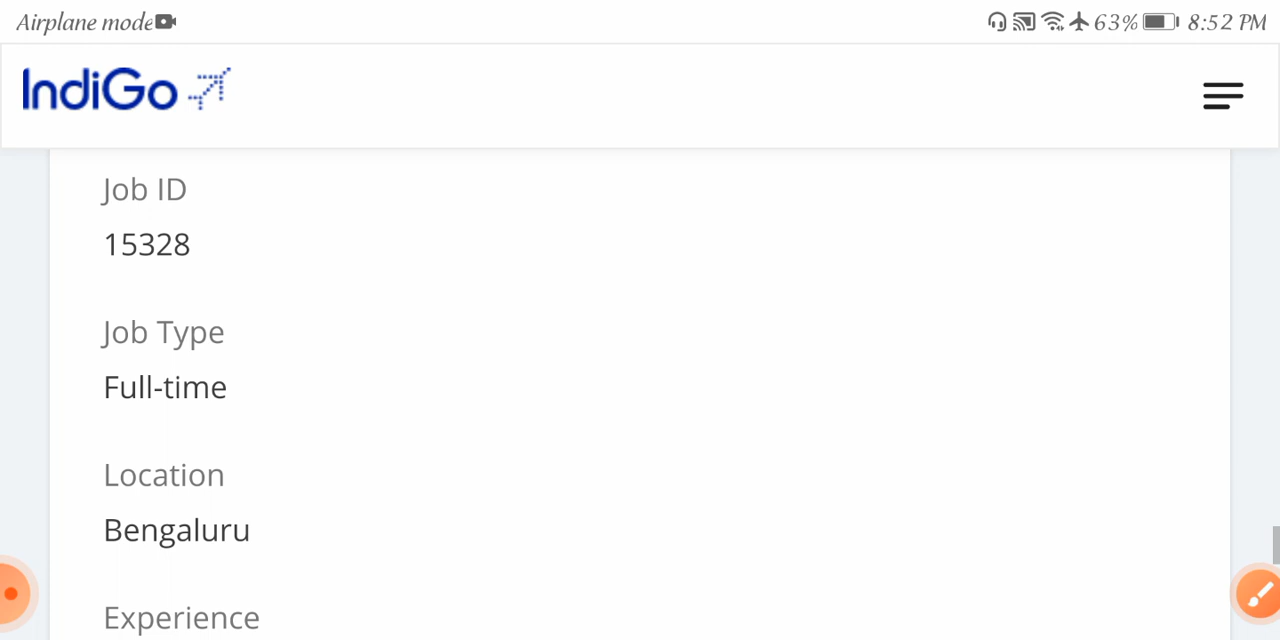 Airplane mode 63% 8:52 PM
IndiGo
Job ID
15328
Job Type
Full-time
Location
Bengaluru
Experience